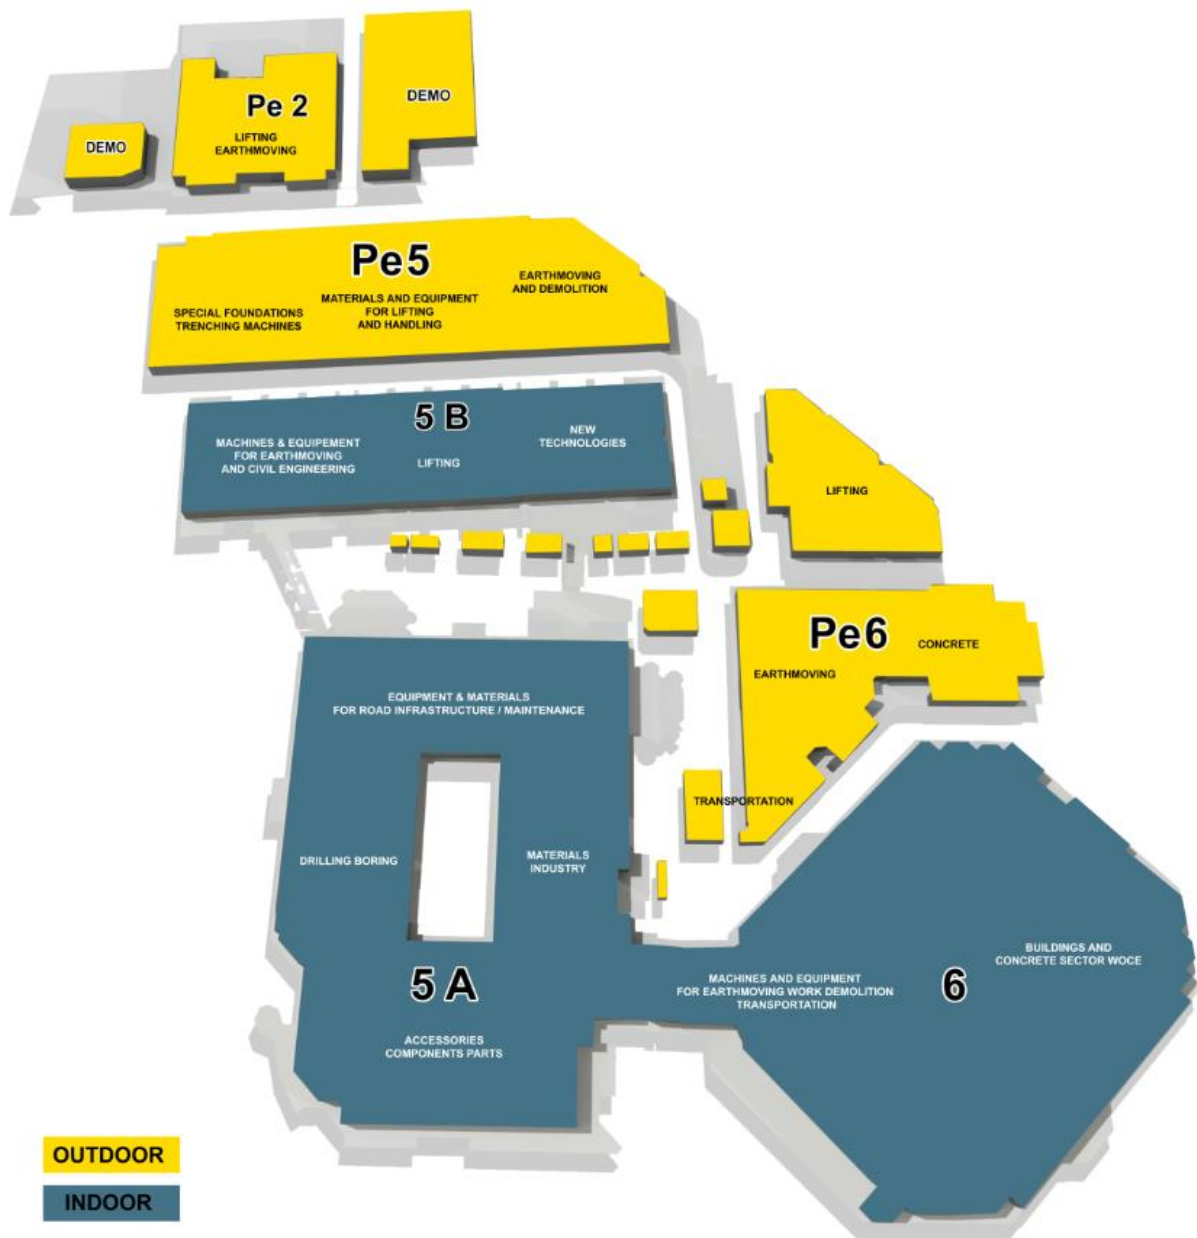 DEMO
Pe 2
LIFTING
EARTHMOVING
DEMO
Pe5
SPECIAL FOUNDATIONS
TRENCHING MACHINES
MATERIALS AND EQUIPMENT
FOR LIFTING
AND HANDLING
EARTHMOVING
AND DEMOLITION
5 B
MACHINES & EQUIPEMENT
FOR EARTHMOVING
AND CIVIL ENGINEERING
LIFTING
NEW
TECHNOLOGIES
LIFTING
Pe6
CONCRETE
EARTHMOVING
TRANSPORTATION
EQUIPMENT & MATERIALS
FOR ROAD INFRASTRUCTURE / MAINTENANCE
DRILLING BORING
MATERIALS
INDUSTRY
5 A
ACCESSORIES
COMPONENTS PARTS
MACHINES AND EQUIPMENT
FOR EARTHMOVING WORK DEMOLITION
TRANSPORTATION
6
BUILDINGS AND
CONCRETE SECTOR WOCE
OUTDOOR
INDOOR